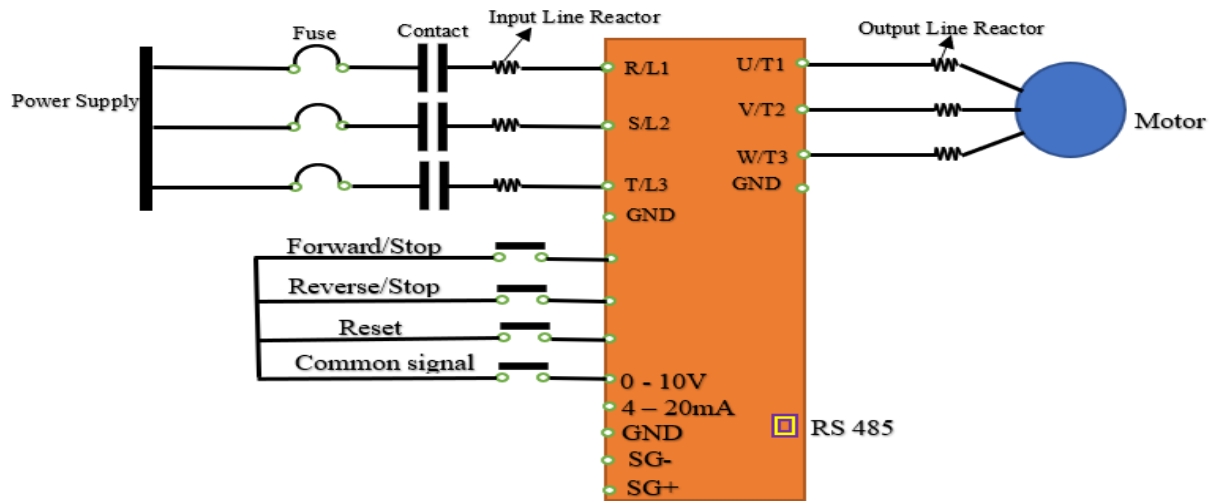 Input Line Reactor
Fuse
Contact
Output Line Reactor
Power Supply
R/L1
U/T1
S/L2
V/T2
Motor
T/L3
W/T3
GND
GND
Forward/Stop
Reverse/Stop
Reset
Common signal
0 - 10V
4 – 20mA
GND
RS 485
SG-
SG+